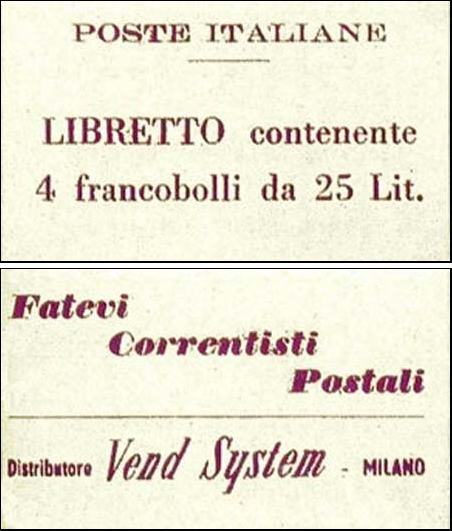 POSTE ITALIANE
LIBRETTO contenente
4 francobolli da 25 Lit.
Fatevi
Correntisti
Postali
Distributore Vend System - MILANO